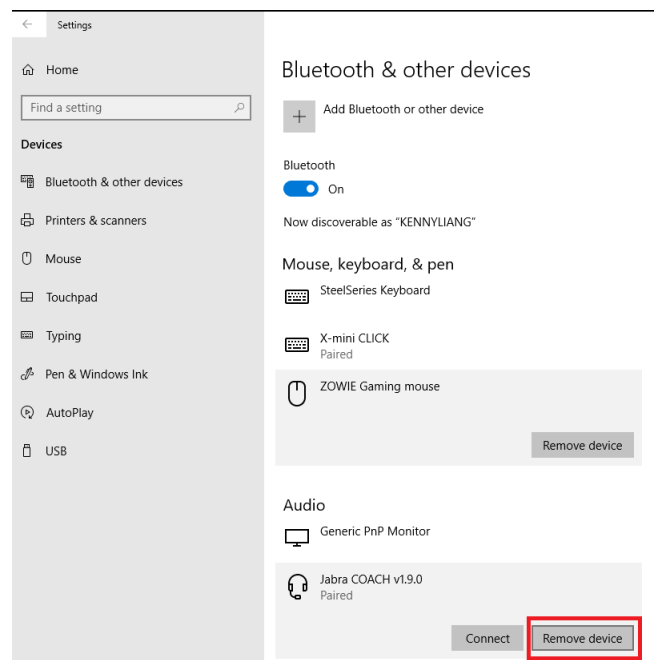 Settings
Home
Find a setting
Devices
Bluetooth & other devices
Printers & scanners
Mouse
Touchpad
Typing
Pen & Windows Ink
AutoPlay
USB
Bluetooth & other devices
Add Bluetooth or other device
Bluetooth
On
Now discoverable as “KENNYLIANG”
Mouse, keyboard, & pen
SteelSeries Keyboard
X-mini CLICK
Paired
ZOWIE Gaming mouse
Remove device
Audio
Generic PnP Monitor
Jabra COACH v1.9.0
Paired
Connect Remove device